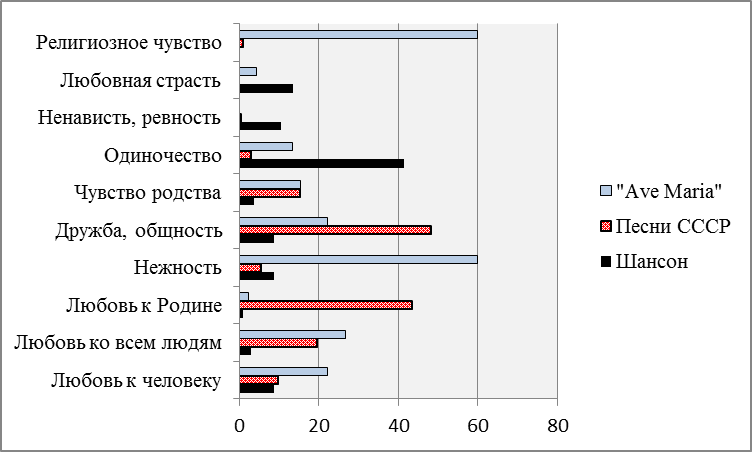 Религиозное чувство
Любовная страсть
Ненависть, ревность
Одиночество
Чувство родства
Дружба, общность
Нежность
Любовь к Родине
Любовь ко всем людям
Любовь к человеку
0 20 40 60 80
"Ave Maria"
Песни СССР
Шансон